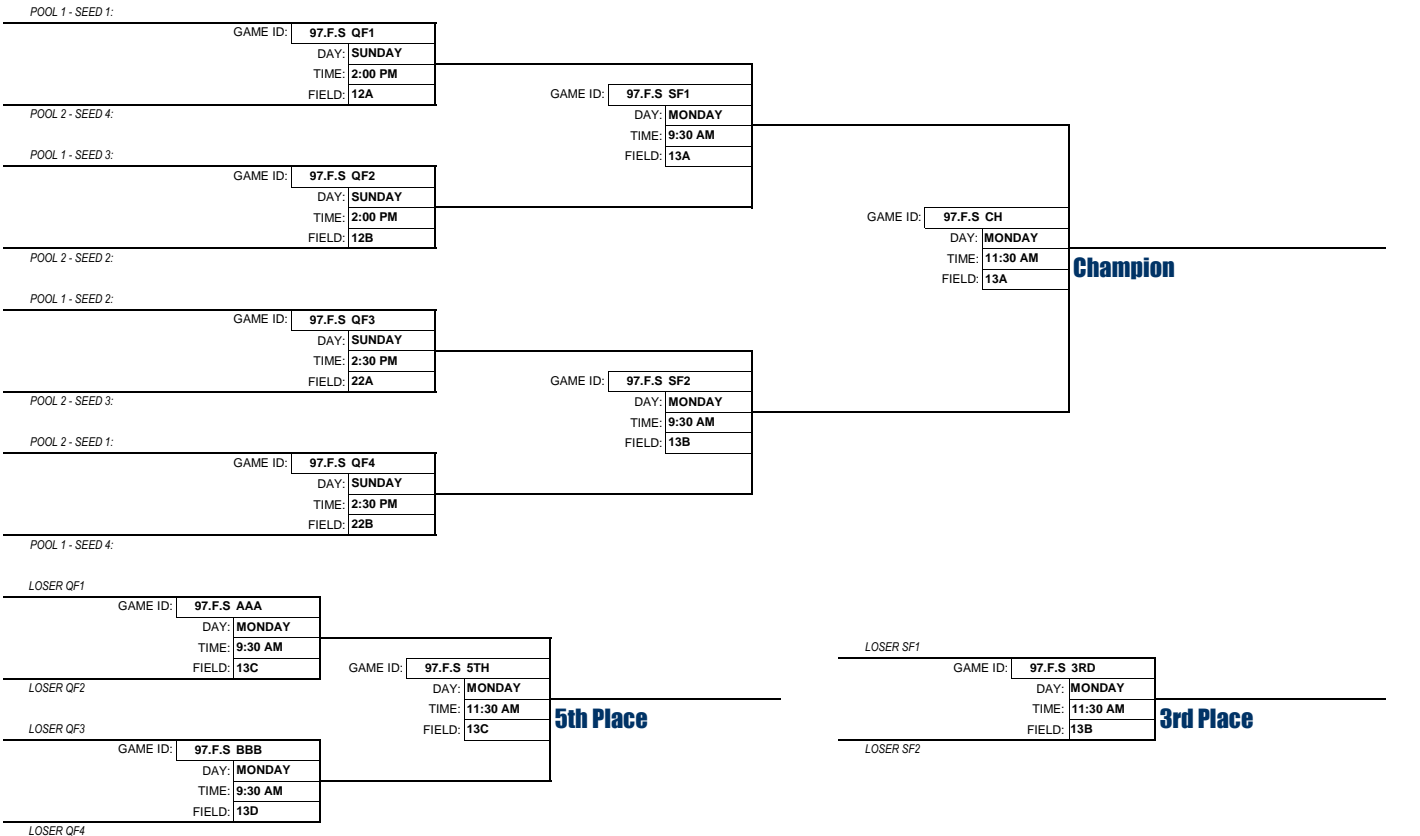 POOL 1 - SEED 1:
GAME ID: 97.F.S QF1
DAY: SUNDAY
TIME: 2:00 PM
FIELD: 12A
POOL 2 - SEED 4:
POOL 1 - SEED 3:
GAME ID: 97.F.S QF2
DAY: SUNDAY
TIME: 2:00 PM
FIELD: 12B
POOL 2 - SEED 2:
POOL 1 - SEED 2:
GAME ID: 97.F.S QF3
DAY: SUNDAY
TIME: 2:30 PM
FIELD: 22A
POOL 2 - SEED 3:
POOL 2 - SEED 1:
GAME ID: 97.F.S QF4
DAY: SUNDAY
TIME: 2:30 PM
FIELD: 22B
POOL 1 - SEED 4:
GAME ID: 97.F.S SF1
DAY: MONDAY
TIME: 9:30 AM
FIELD: 13A
GAME ID: 97.F.S SF2
DAY: MONDAY
TIME: 9:30 AM
FIELD: 13B
GAME ID: 97.F.S CH
DAY: MONDAY
TIME: 11:30 AM
FIELD: 13A
Champion
LOSER QF1
GAME ID: 97.F.S AAA
DAY: MONDAY
TIME: 9:30 AM
FIELD: 13C
LOSER QF2
LOSER QF3
GAME ID: 97.F.S BBB
DAY: MONDAY
TIME: 9:30 AM
FIELD: 13D
LOSER QF4
GAME ID: 97.F.S 5TH
DAY: MONDAY
TIME: 11:30 AM
FIELD: 13C
5th Place
LOSER SF1
GAME ID: 97.F.S 3RD
DAY: MONDAY
TIME: 11:30 AM
FIELD: 13B
LOSER SF2
3rd Place